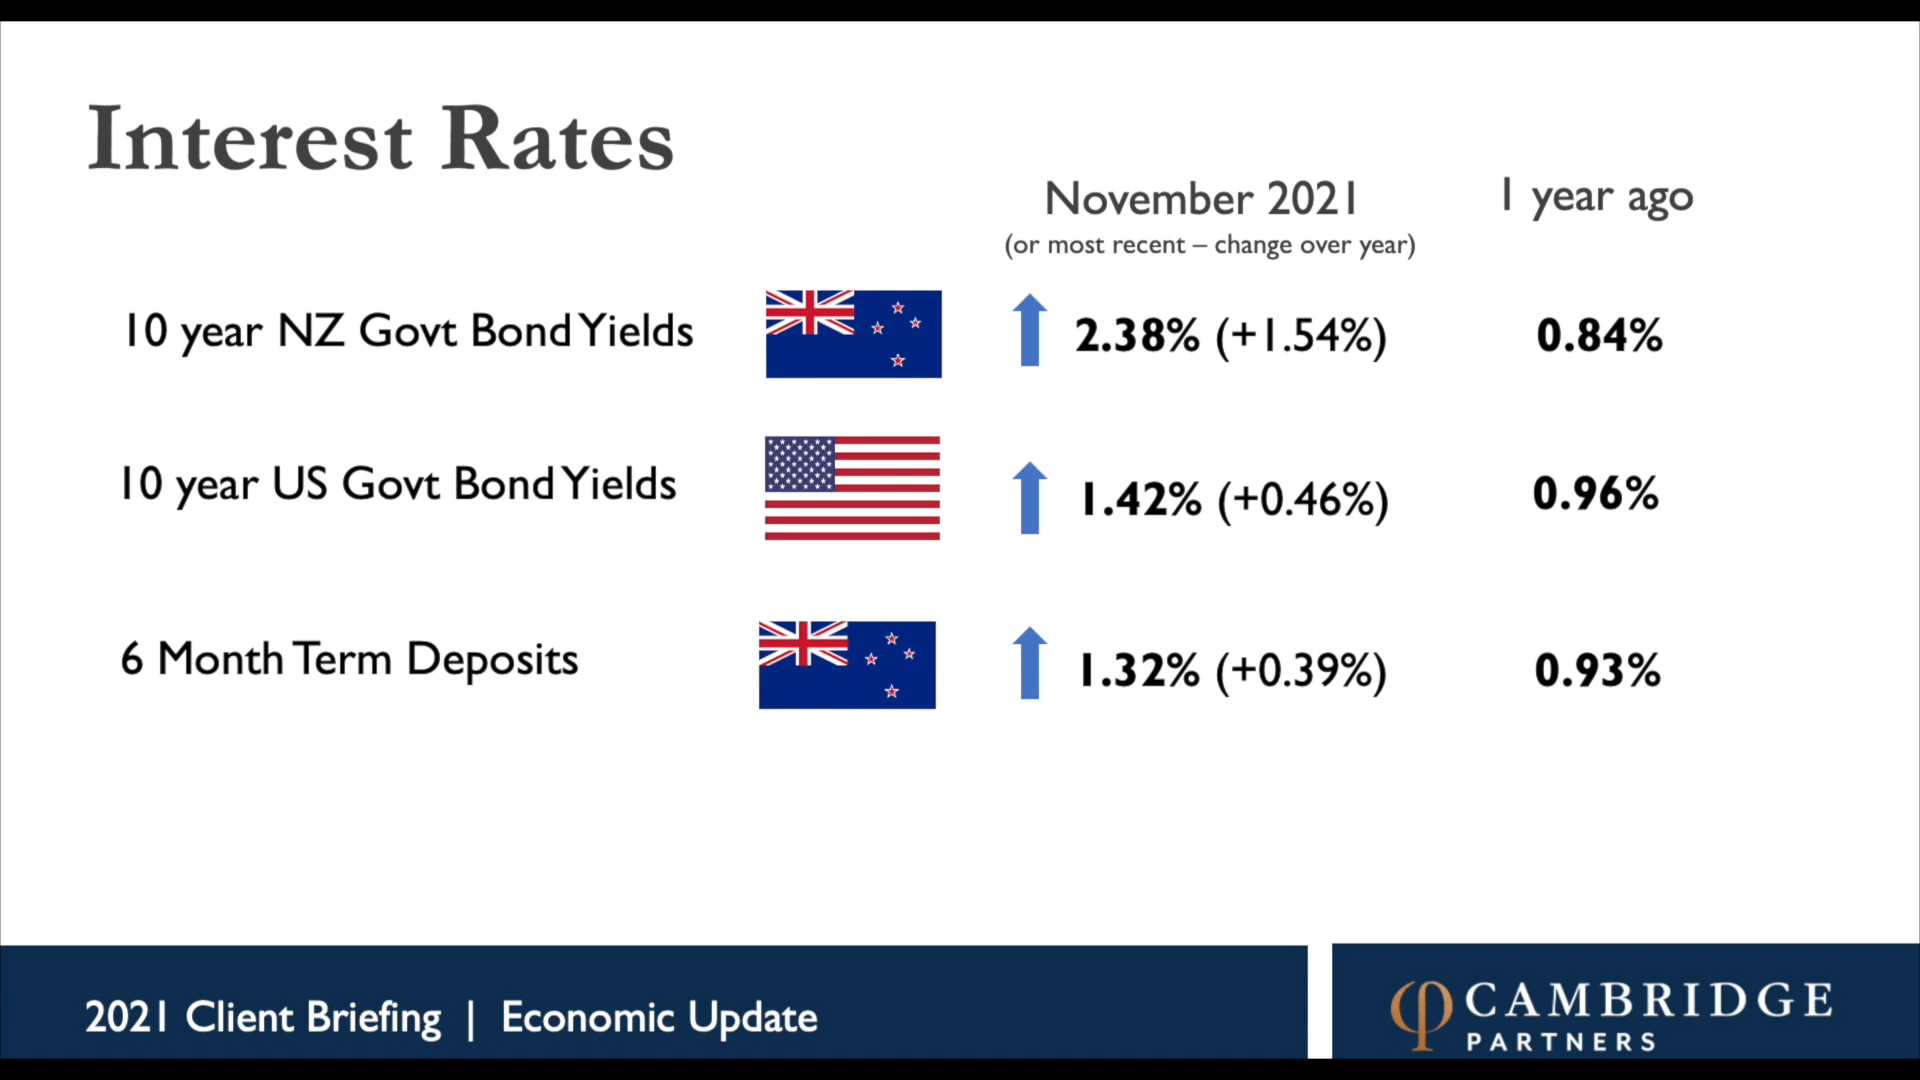 Interest Rates
November 2021
1 year ago
(or most recent – change over year)
10 year NZ Govt Bond Yields
2.38% (+1.54%)
0.84%
10 year US Govt Bond Yields
1.42% (+0.46%)
0.96%
6 Month Term Deposits
1.32% (+0.39%)
0.93%
2021 Client Briefing | Economic Update
CAMBRIDGE
PARTNERS